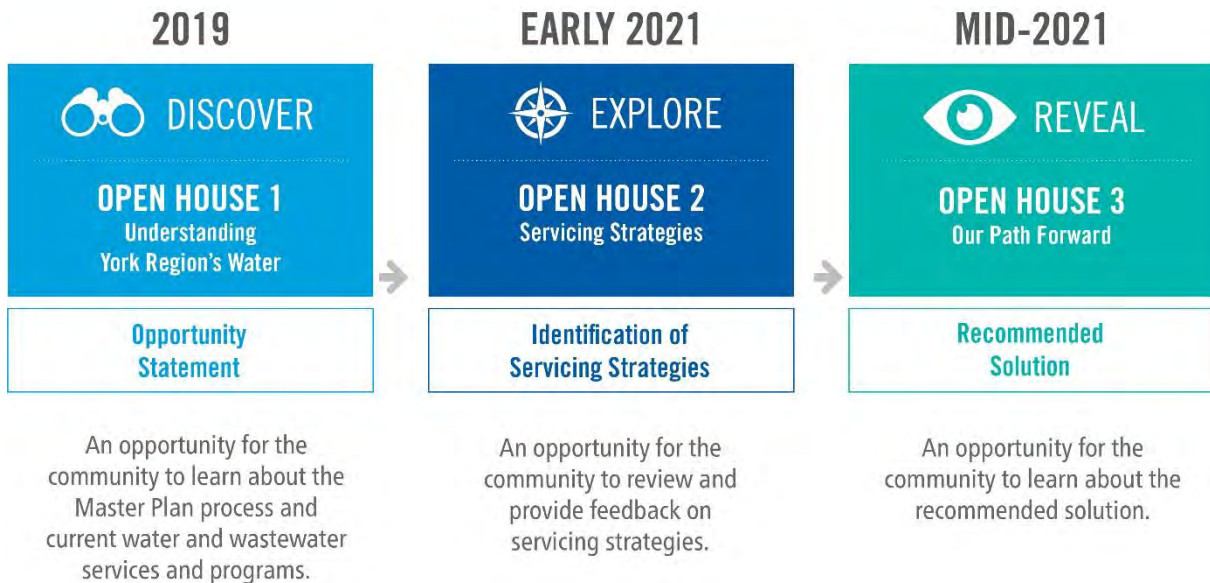 2019
DISCOVER
OPEN HOUSE 1
Understanding
York Region's Water
Opportunity
Statement
An opportunity for the
community to learn about the
Master Plan process and
current water and wastewater
services and programs.
EARLY 2021
EXPLORE
OPEN HOUSE 2
Servicing Strategies
Identification of
Servicing Strategies
An opportunity for the
community to review and
provide feedback on
servicing strategies.
MID-2021
REVEAL
OPEN HOUSE 3
Our Path Forward
Recommended
Solution
An opportunity for the
community to learn about the
recommended solution.